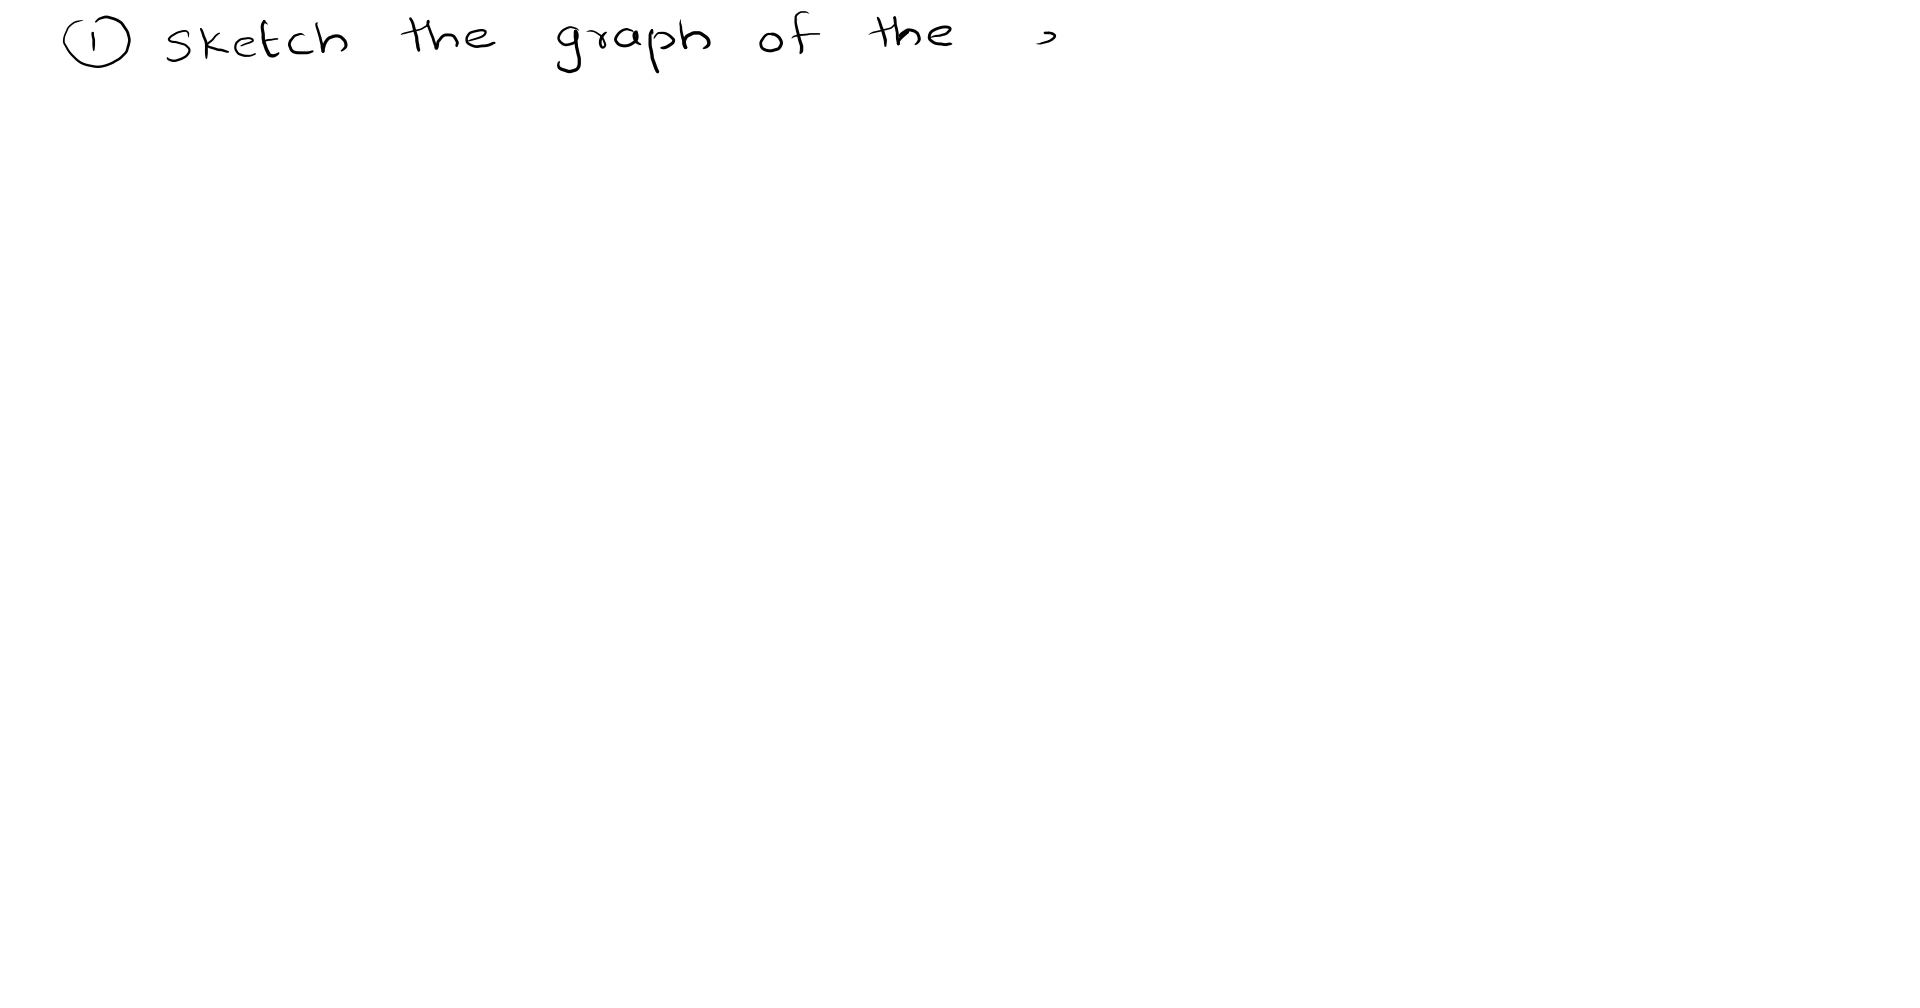 ① sketch the graph of the